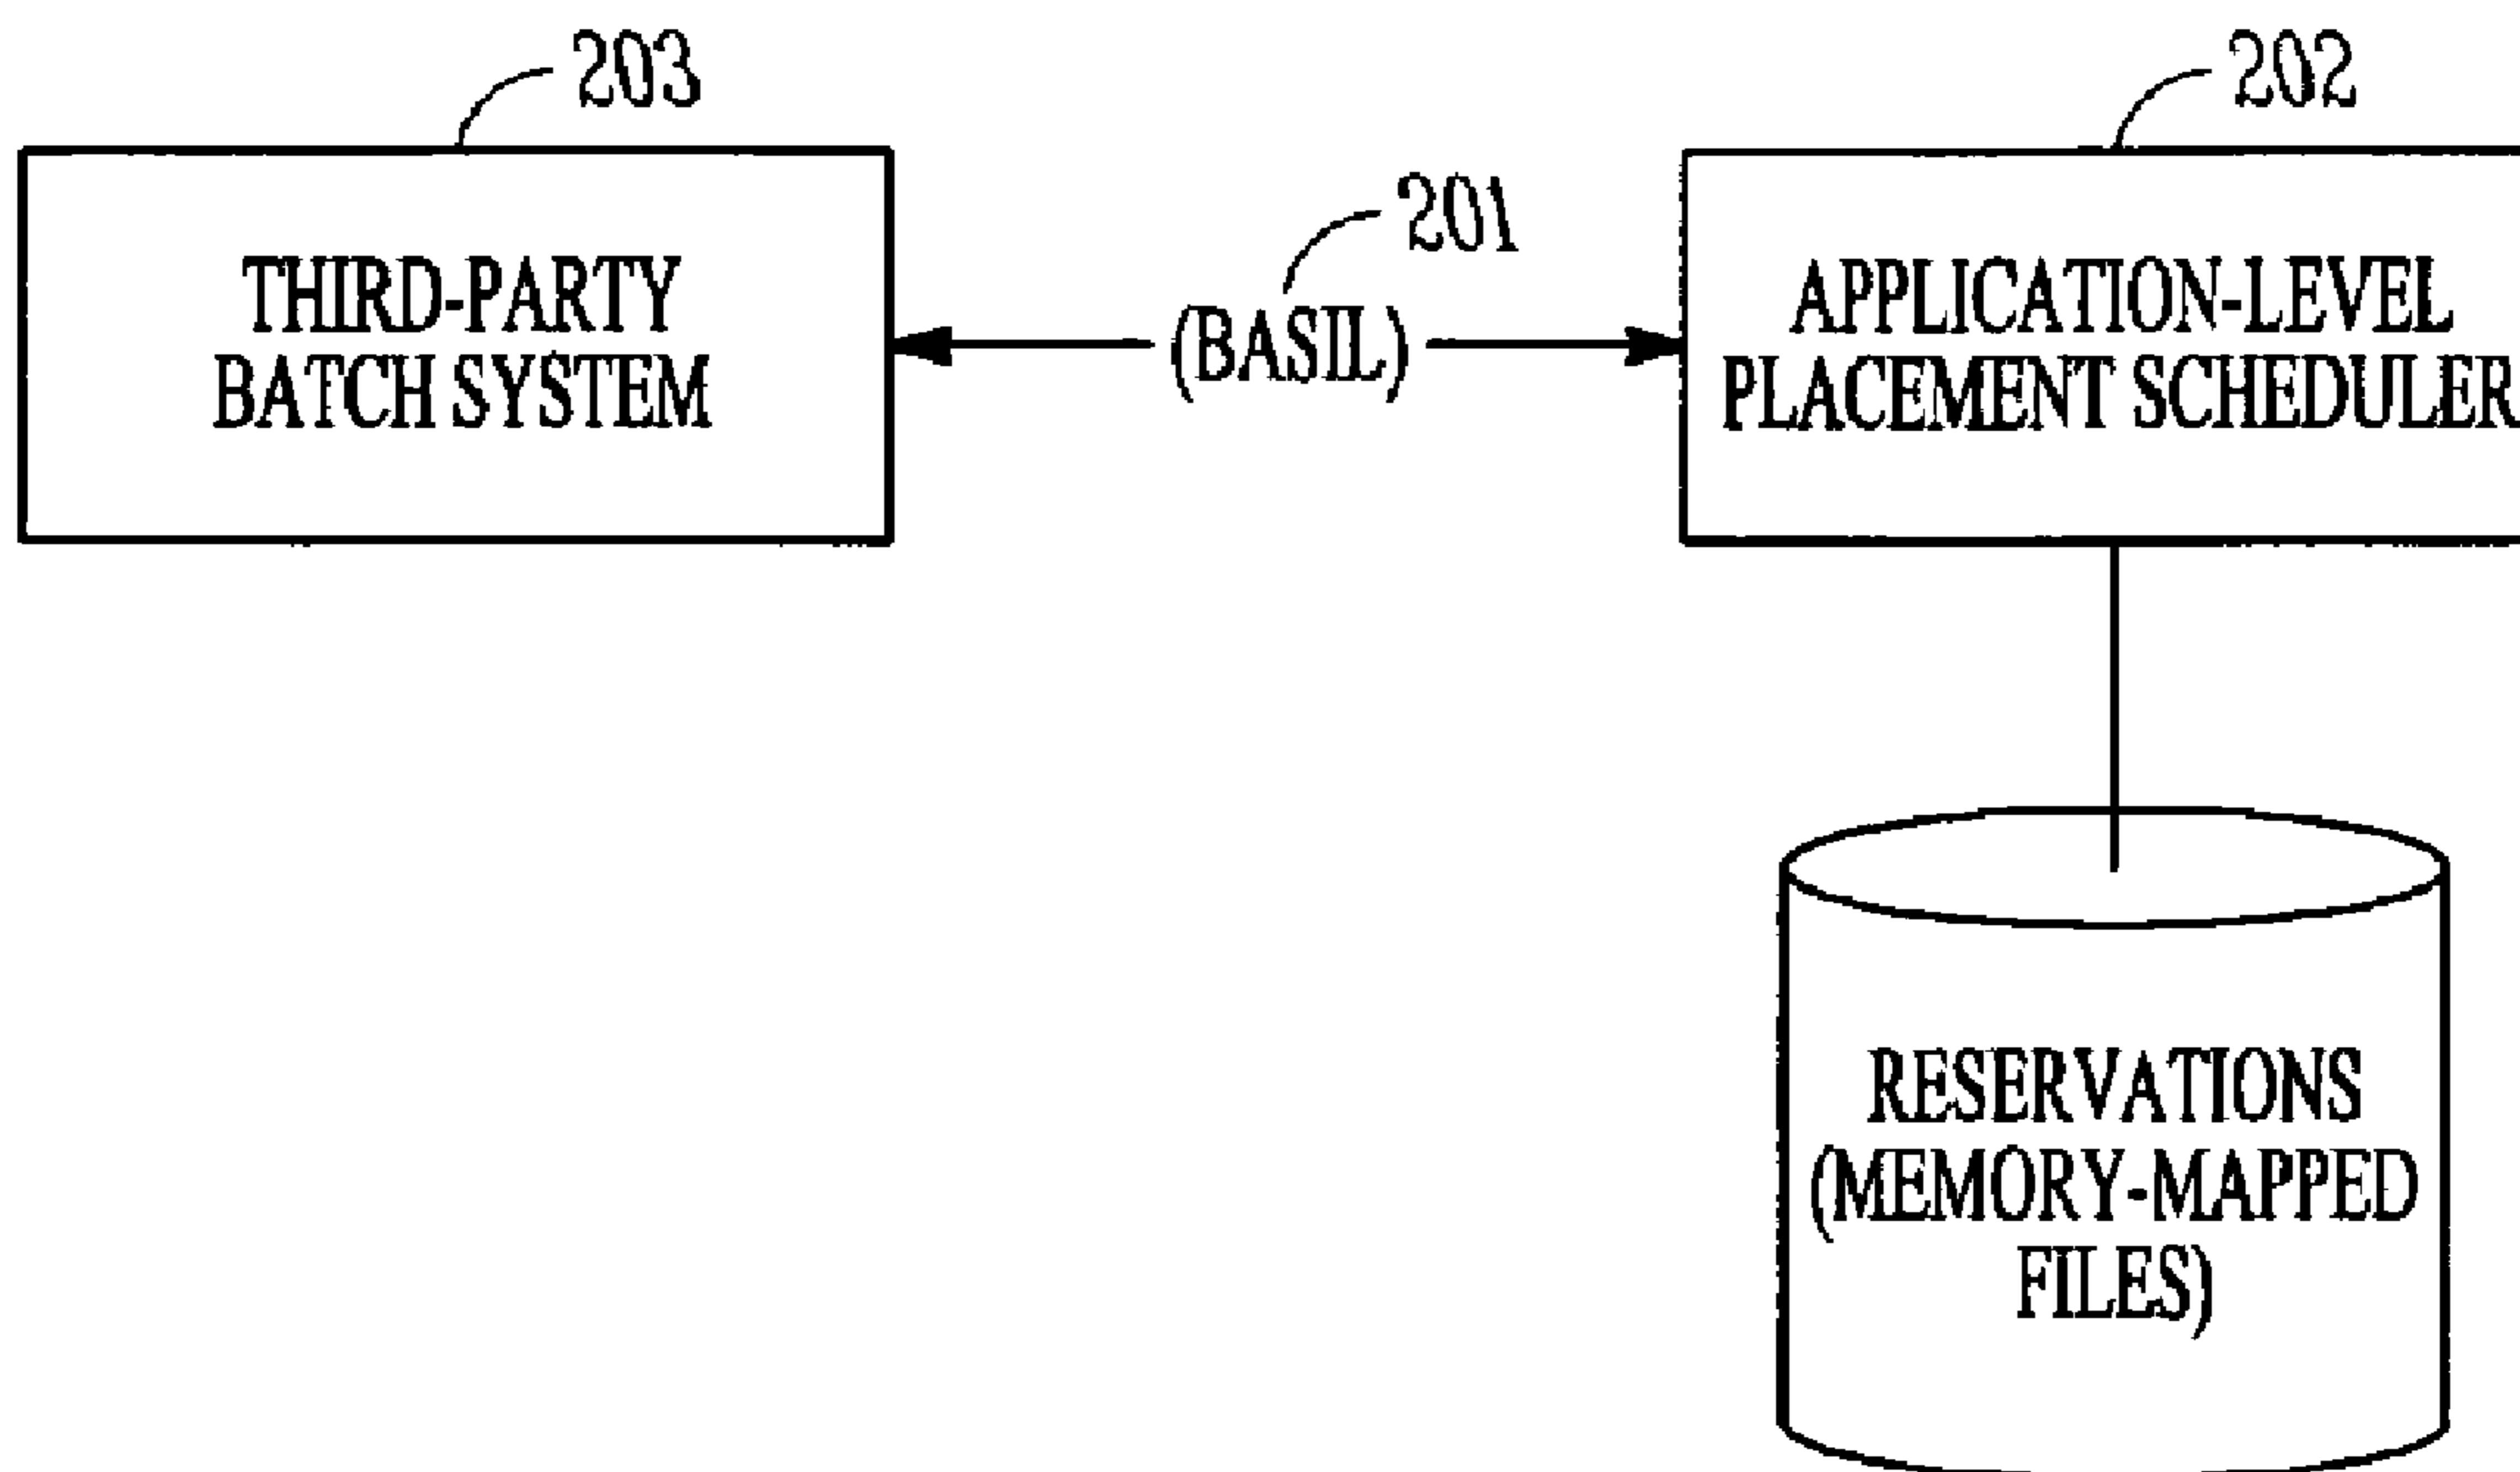 203
202
201
THIRD-PARTY
BATCH SYSTEM
(BASIL)
APPLICATION-LEVEL
PLACEMENT SCHEDULER
RESERVATIONS
(MEMORY-MAPPED
FILES)